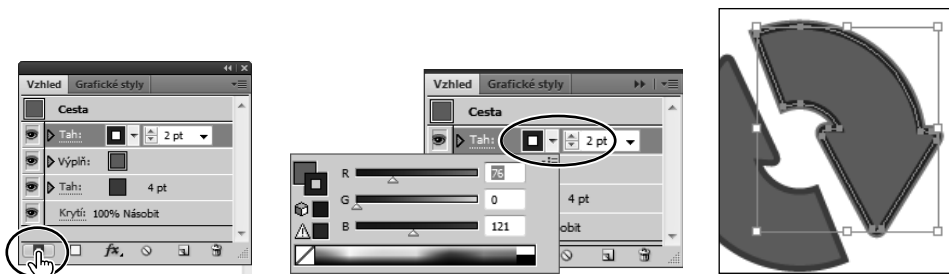 Vzhled Grafické styly
Cesta
Tah: 2 pt
Výplň:
Tah: 4 pt
Krytí: 100% Násobit
fx.
Vzhled Grafické styly
Cesta
Tah: 2 pt
4 pt
obit
R 76
G 0
B 121